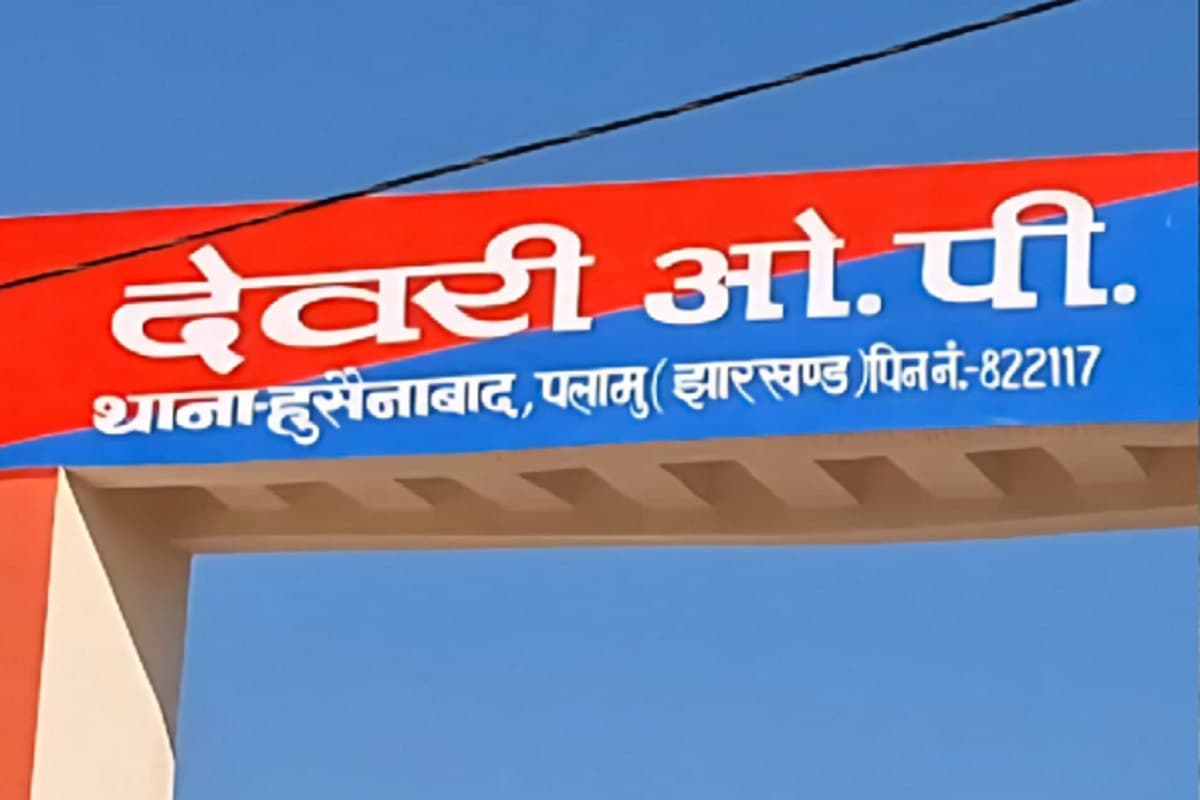 देवरी ओ.पी.
थाना-हुसैनाबाद, पलामु (झारखण्ड) पिन नं.-822117